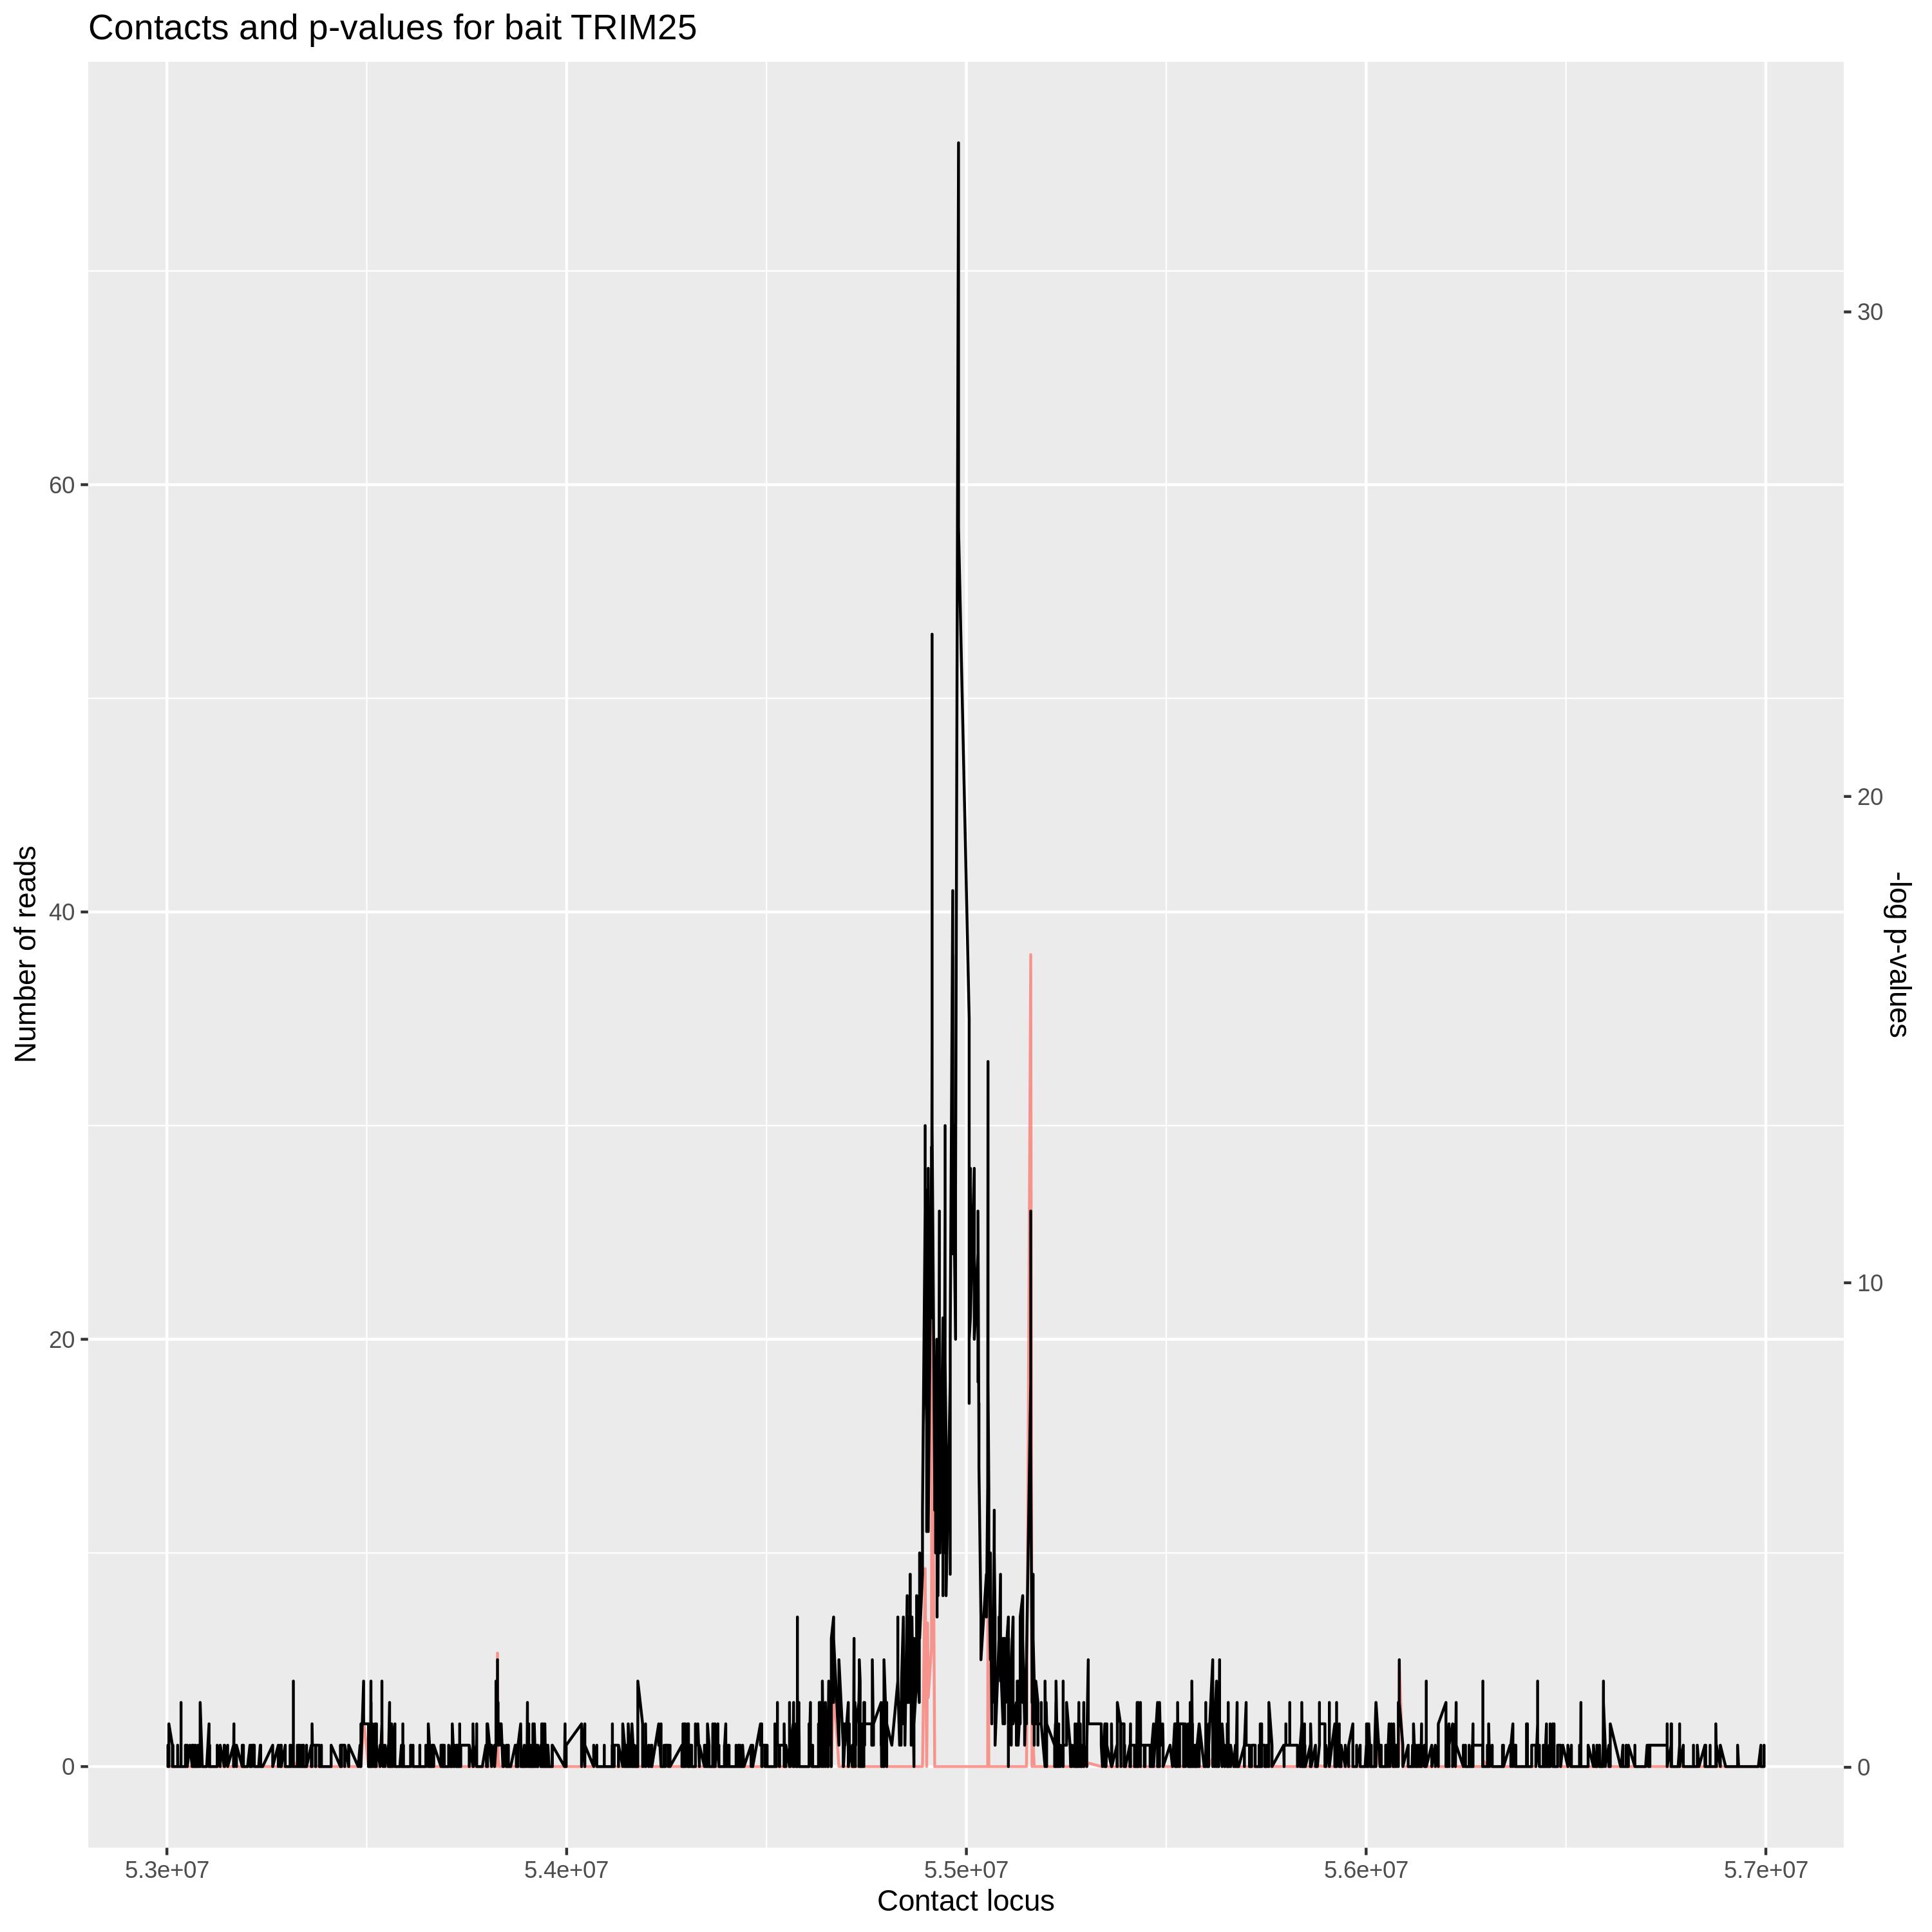 Contacts and p-values for bait TRIM25
Number of reads
60
40
20
0
30
20
10
0
-log p-values
5.3e+07 5.4e+07 5.5e+07 5.6e+07 5.7e+07
Contact locus